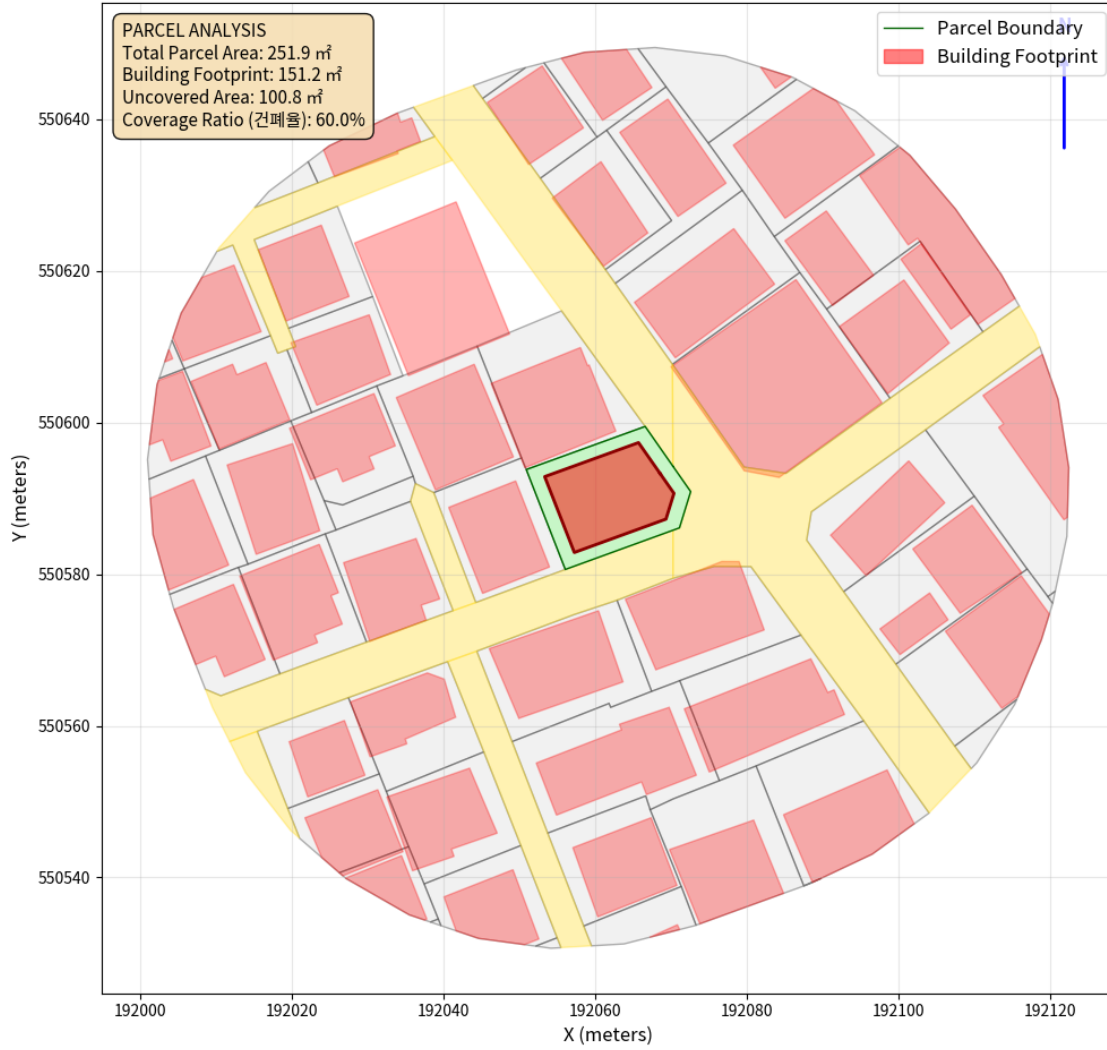 PARCEL ANALYSIS
Total Parcel Area: 251.9 ㎡
Building Footprint: 151.2 ㎡
Uncovered Area: 100.8 ㎡
Coverage Ratio (건폐율): 60.0%
Parcel Boundary
Building Footprint
N
550640
550620
550600
550580
550560
550540
Y (meters)
192000
192020
192040
192060
192080
192100
192120
X (meters)